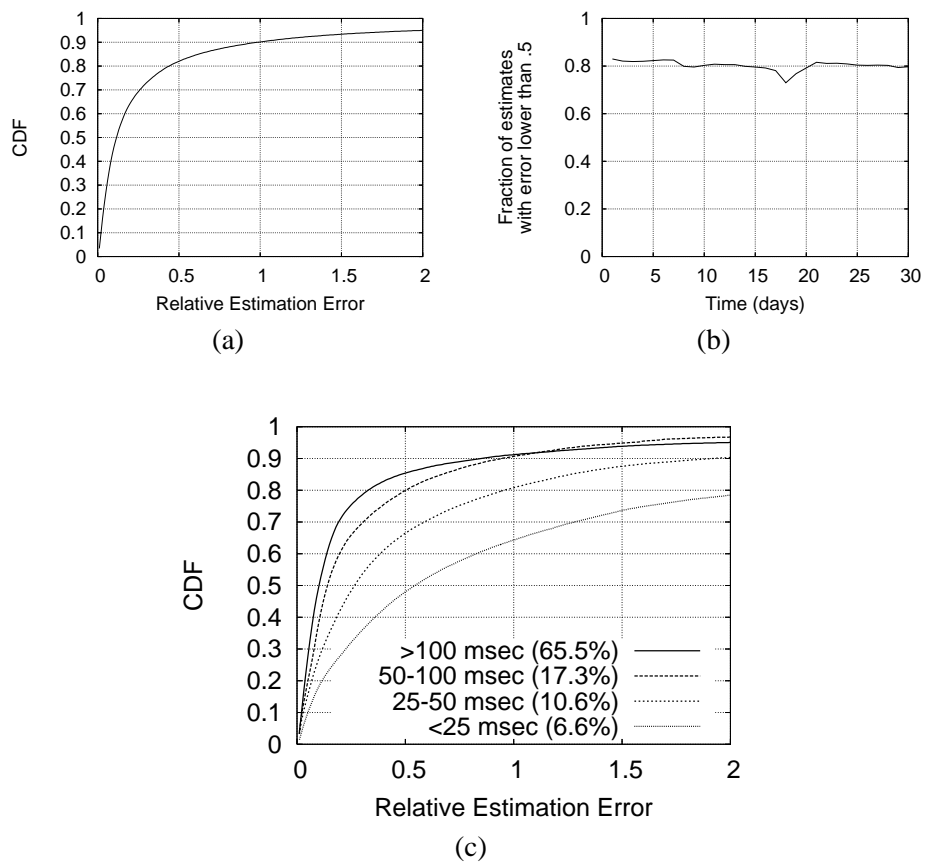 1
0.9
0.8
0.7
0.6
0.5
0.4
0.3
0.2
0.1
0
CDF
0 0.5 1 1.5 2
Relative Estimation Error
(a)
1
0.8
0.6
0.4
0.2
0
Fraction of estimates
with error lower than .5
0 5 10 15 20 25 30
Time (days)
(b)
1
0.9
0.8
0.7
0.6
0.5
0.4
0.3
0.2
0.1
0
CDF
>100 msec (65.5%)
50-100 msec (17.3%)
25-50 msec (10.6%)
<25 msec (6.6%)
0 0.5 1 1.5 2
Relative Estimation Error
(c)